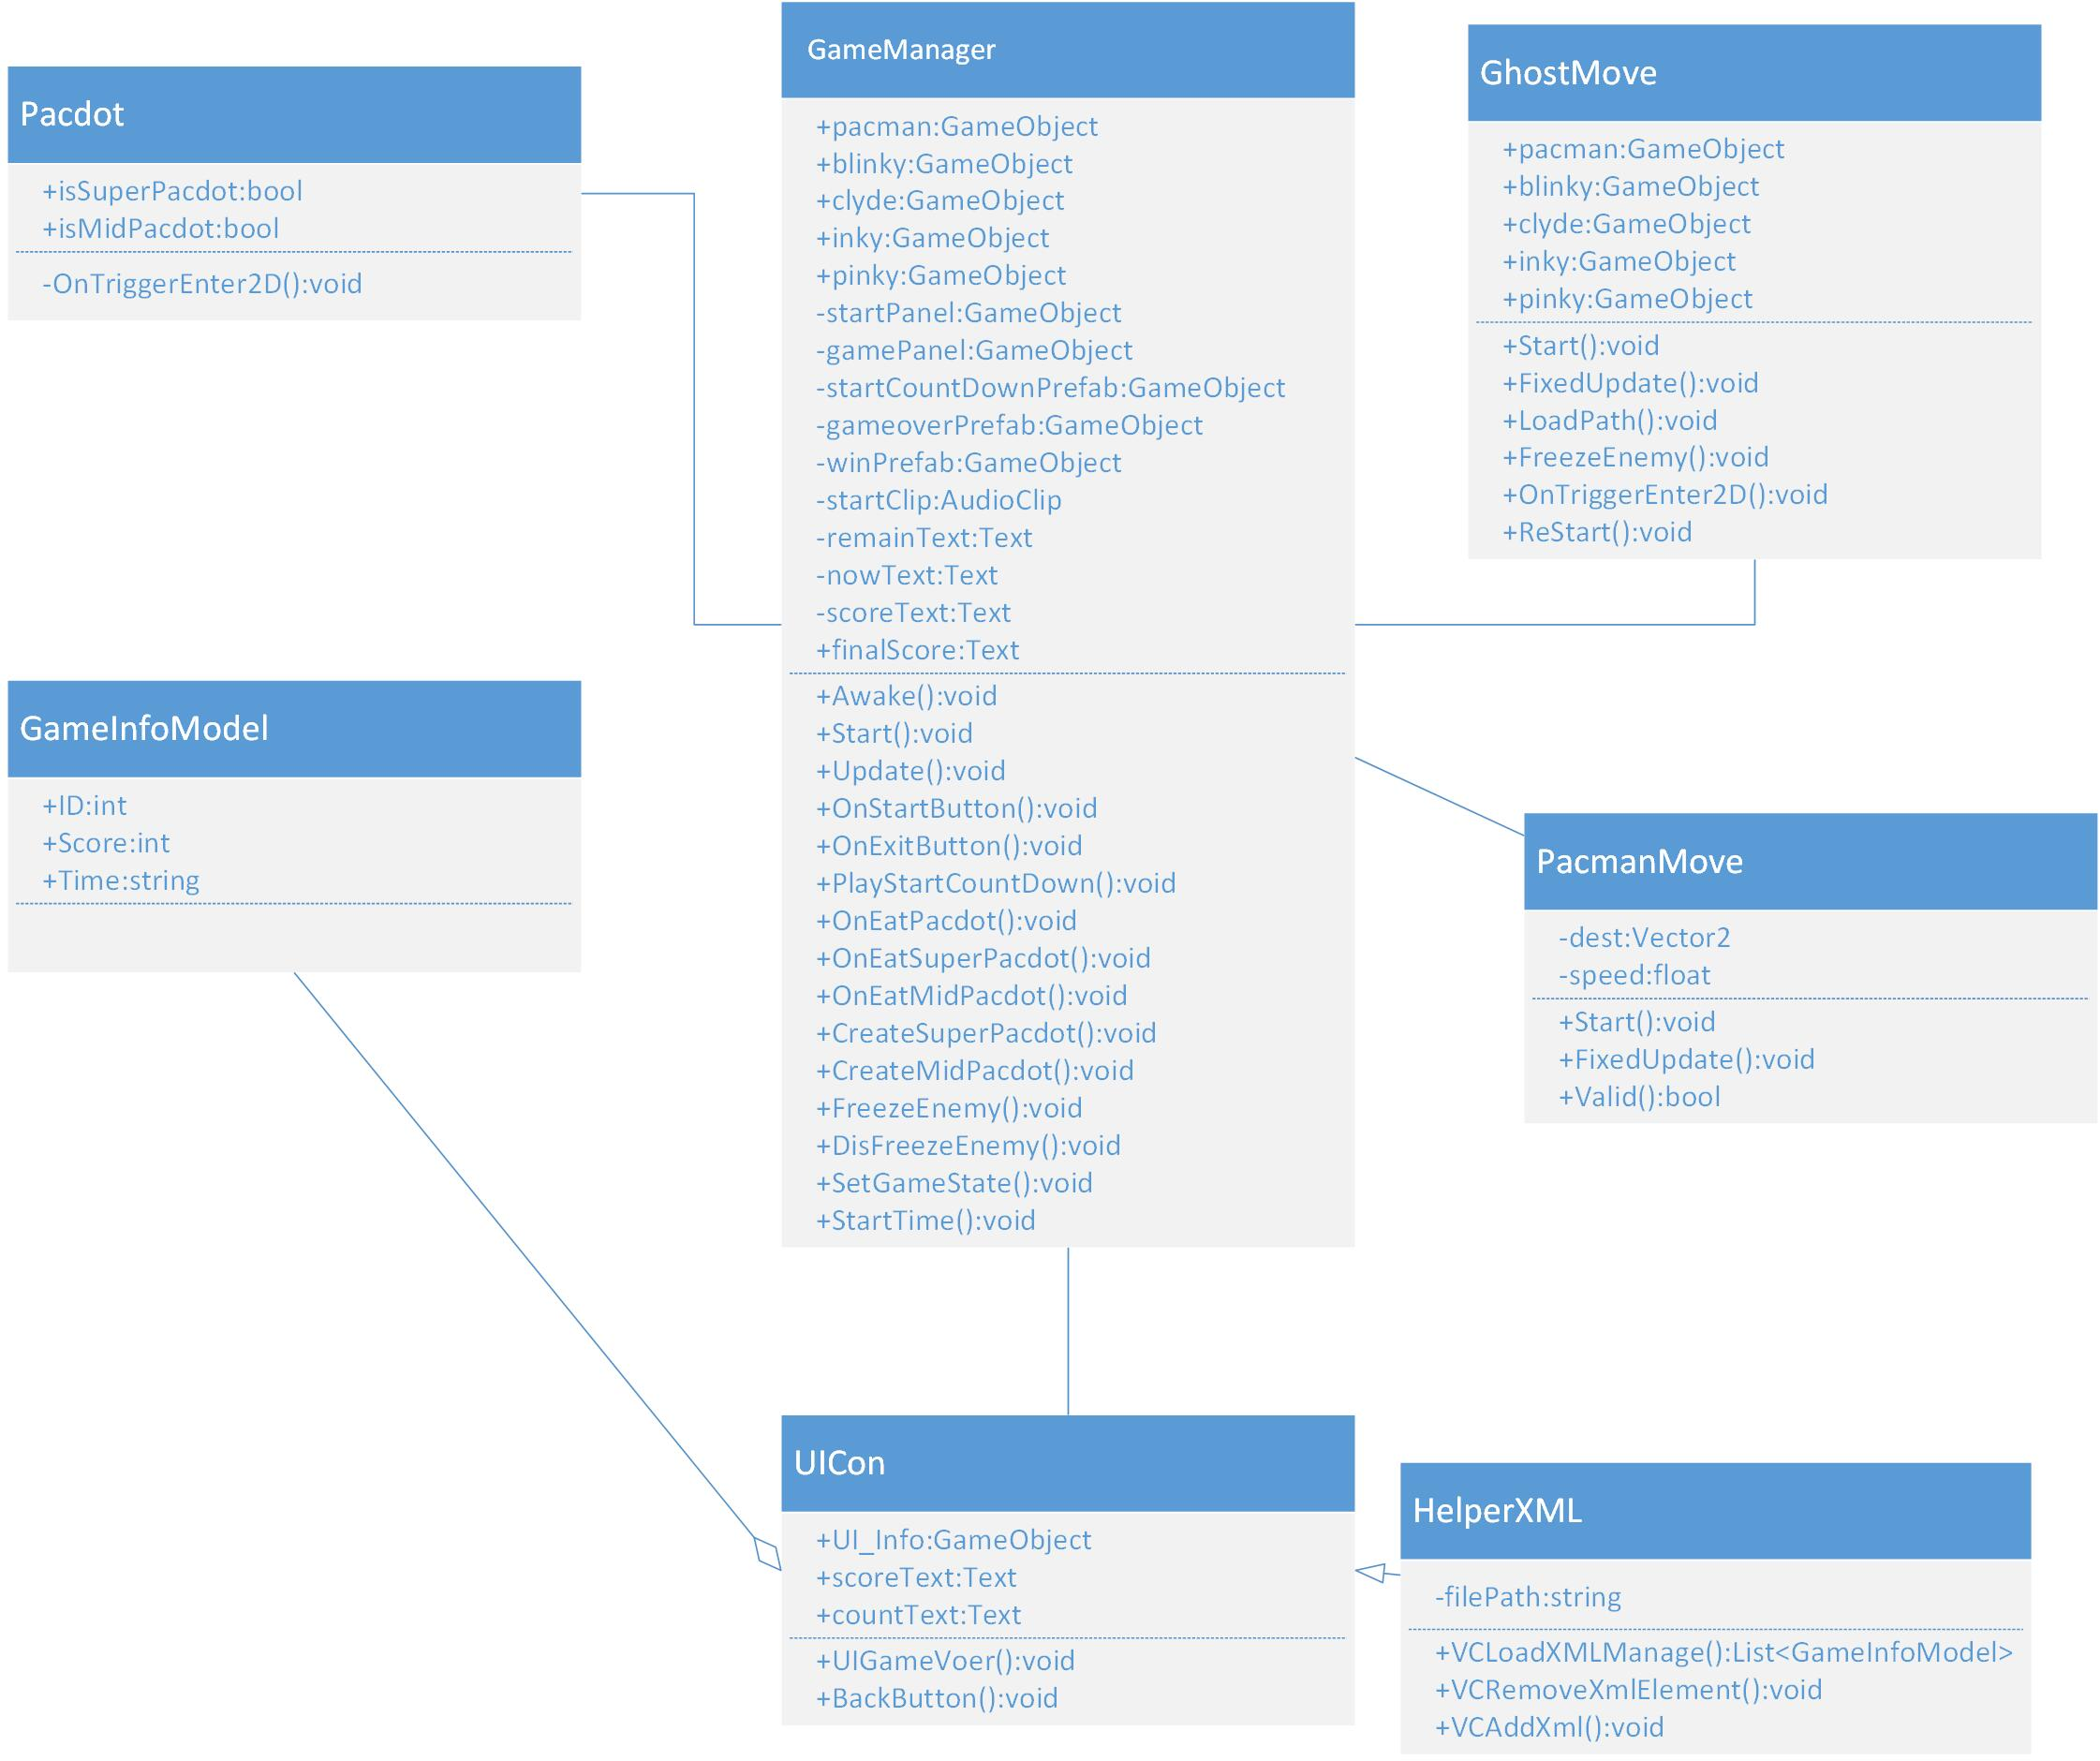 Pacdot
+isSuperPacdot:bool
+isMidPacdot:bool
-OnTriggerEnter2D():void
GameManager
+pacman:GameObject
+blinky:GameObject
+clyde:GameObject
+inky:GameObject
+pinky:GameObject
-startPanel:GameObject
-gamePanel:GameObject
-startCountDownPrefab:GameObject
-gameoverPrefab:GameObject
-winPrefab:GameObject
-startClip:AudioClip
-remainText:Text
-nowText:Text
-scoreText:Text
+finalScore:Text
+Awake():void
+Start():void
+Update():void
+OnStartButton():void
+OnExitButton():void
+PlayStartCountDown():void
+OnEatPacdot():void
+OnEatSuperPacdot():void
+OnEatMidPacdot():void
+CreateSuperPacdot():void
+CreateMidPacdot():void
+FreezeEnemy():void
+DisFreezeEnemy():void
+SetGameState():void
+StartTime():void
GhostMove
+pacman:GameObject
+blinky:GameObject
+clyde:GameObject
+inky:GameObject
+pinky:GameObject
+Start():void
+FixedUpdate():void
+LoadPath():void
+FreezeEnemy():void
+OnTriggerEnter2D():void
+ReStart():void
GameInfoModel
+ID:int
+Score:int
+Time:string
PacmanMove
-dest:Vector2
-speed:float
+Start():void
+FixedUpdate():void
+Valid():bool
UICon
+UI_Info:GameObject
+scoreText:Text
+countText:Text
+UIGameVoer():void
+BackButton():void
HelperXML
-filePath:string
+VCLoadXMLManage():List<GameInfoModel>
+VCRemoveXmlElement():void
+VCAddXml():void